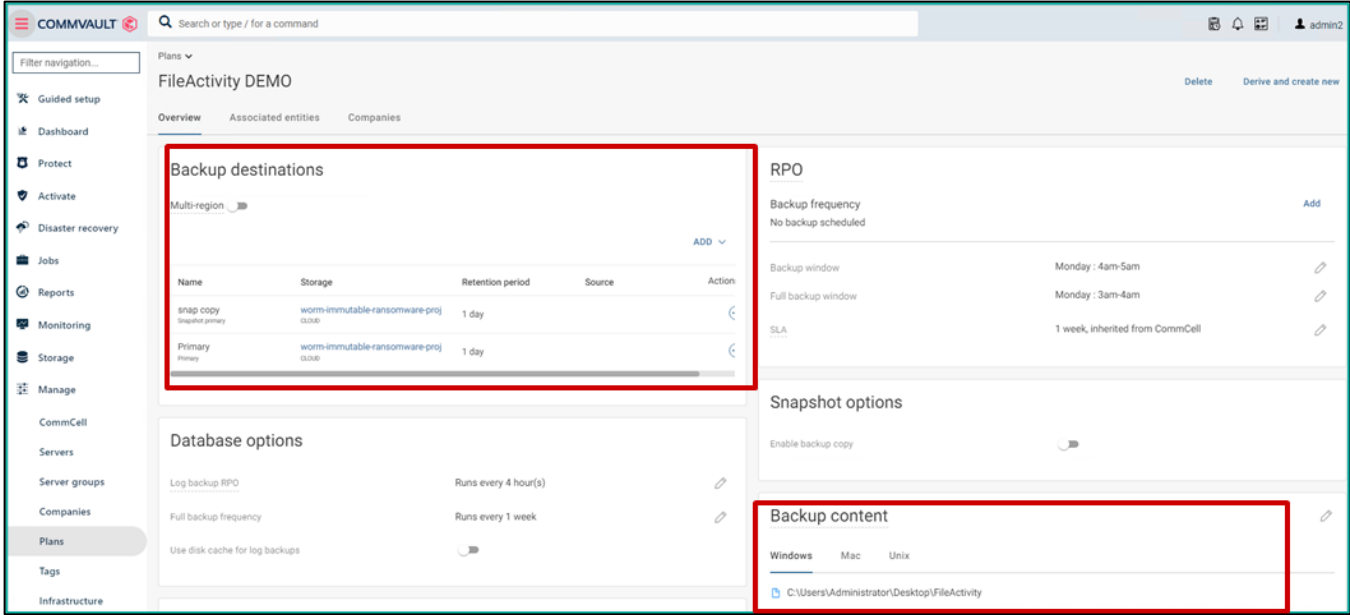 COMMVAULT
Search or type / for a command
admin2
Filter navigation...
Guided setup
Dashboard
Protect
Activate
Disaster recovery
Jobs
Reports
Monitoring
Storage
Manage
CommCell
Servers
Server groups
Companies
Plans
Tags
Infrastructure
Plans
FileActivity DEMO
Delete
Derive and create new
Overview Associated entities Companies
Backup destinations
Multi-region
ADD
Name Storage Retention period Source Action
snap copy worm-immutable-ransomware-proj 1 day
Snapshot primary CLOUD
Primary worm-immutable-ransomware-proj 1 day
Primary CLOUD
Database options
Log backup RPO Runs every 4 hour(s)
Full backup frequency Runs every 1 week
Use disk cache for log backups
RPO
Backup frequency Add
No backup scheduled
Backup window Monday : 4am-5am
Full backup window Monday : 3am-4am
SLA 1 week, inherited from CommCell
Snapshot options
Enable backup copy
Backup content
Windows Mac Unix
C:\Users\Administrator\Desktop\FileActivity